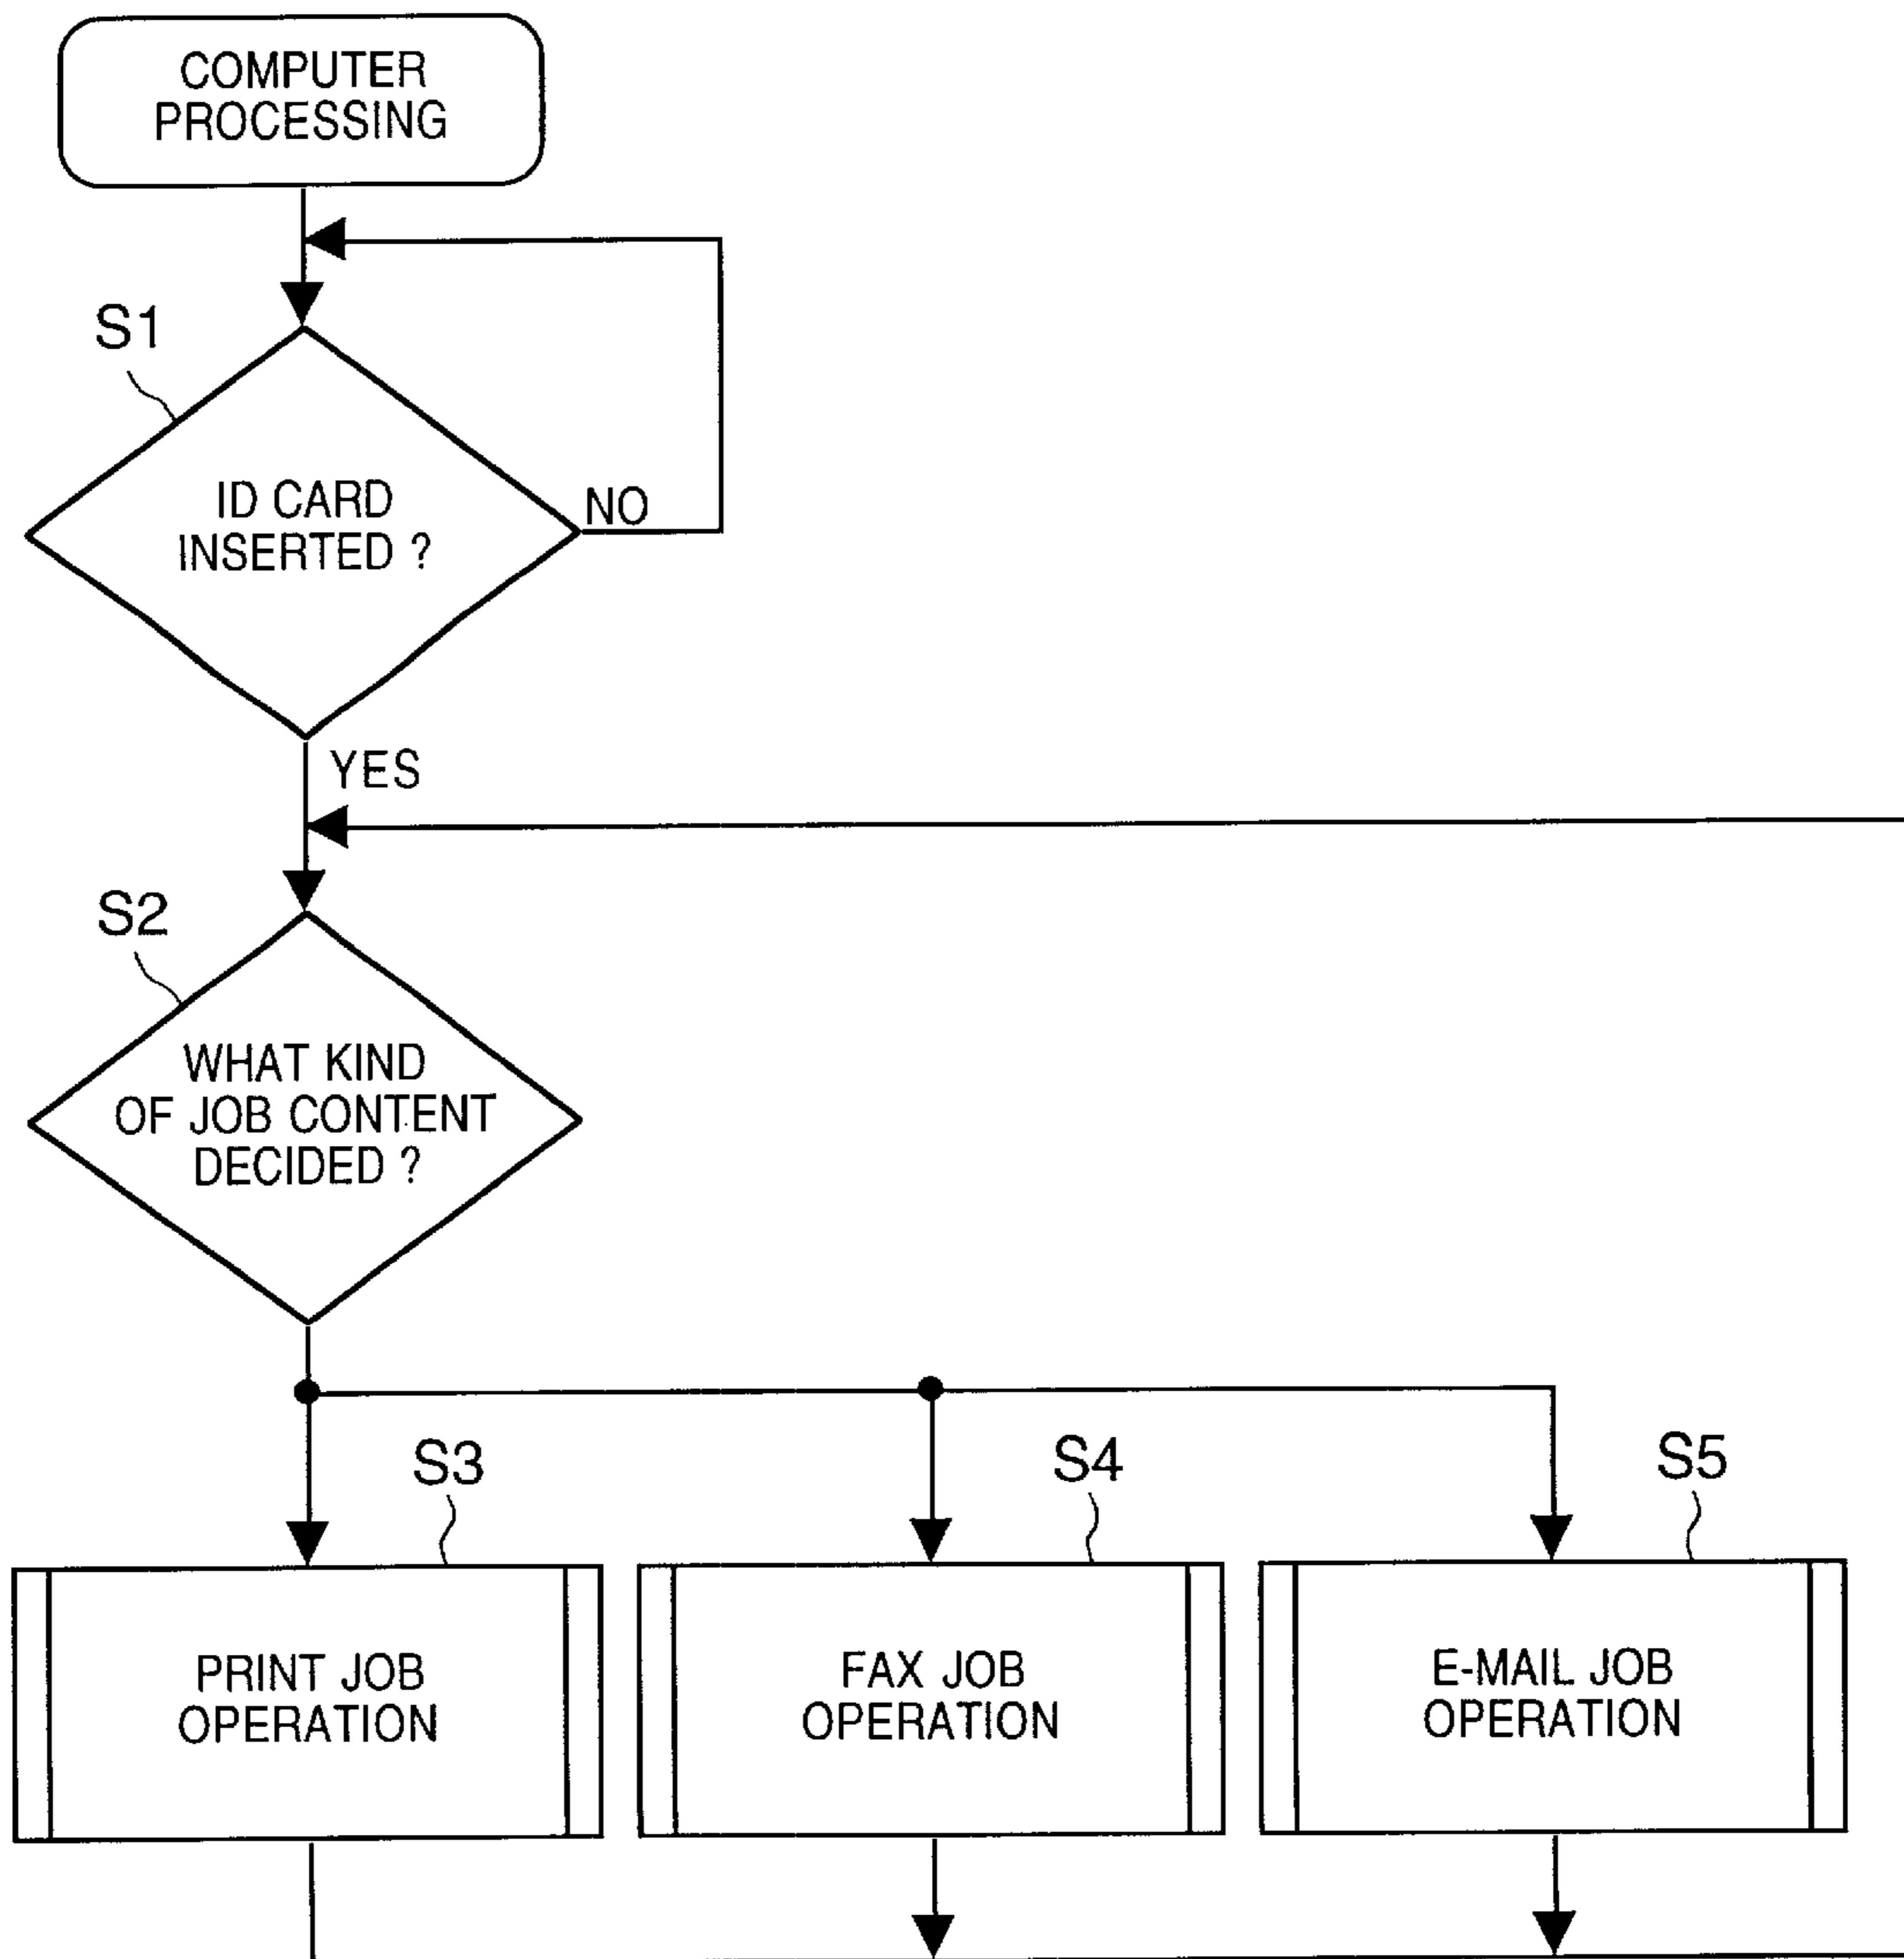 COMPUTER
PROCESSING
S1
ID CARD
INSERTED ?
NO
YES
S2
WHAT KIND
OF JOB CONTENT
DECIDED ?
S3
S4
S5
PRINT JOB
OPERATION
FAX JOB
OPERATION
E-MAIL JOB
OPERATION